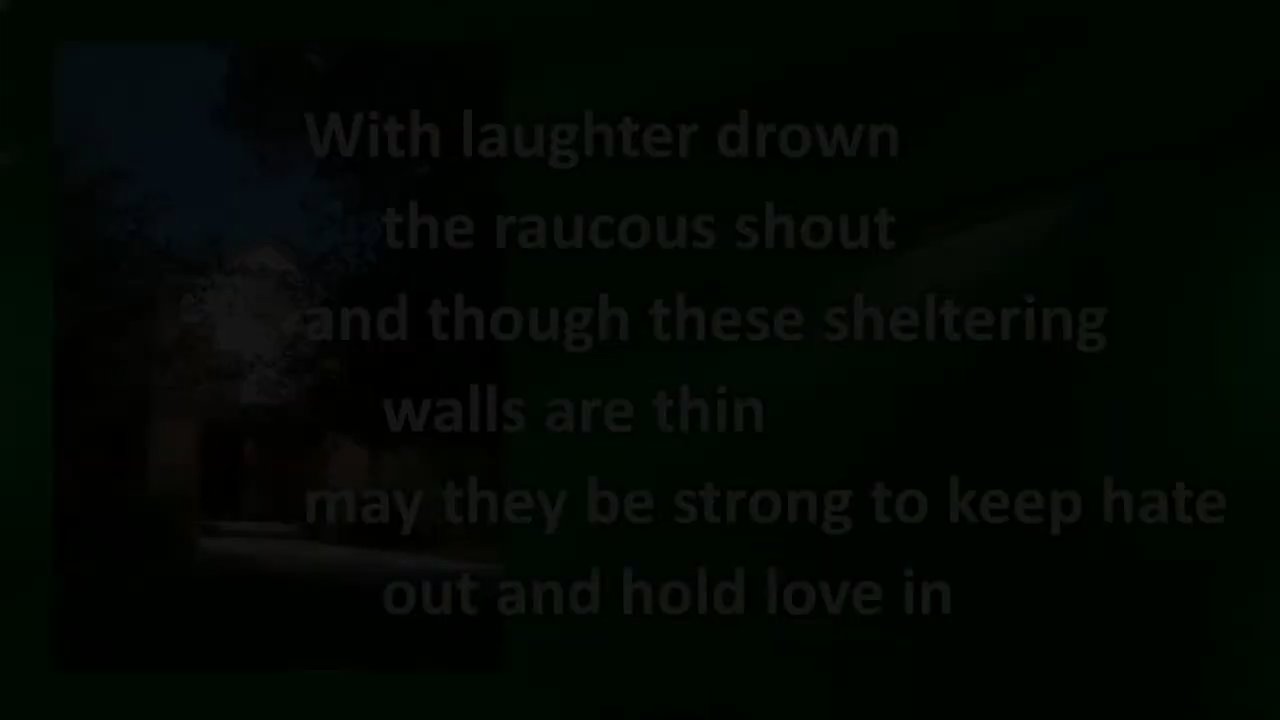 With laughter drown
the raucous shout
and though these sheltering
walls are thin
may they be strong to keep hate
out and hold love in